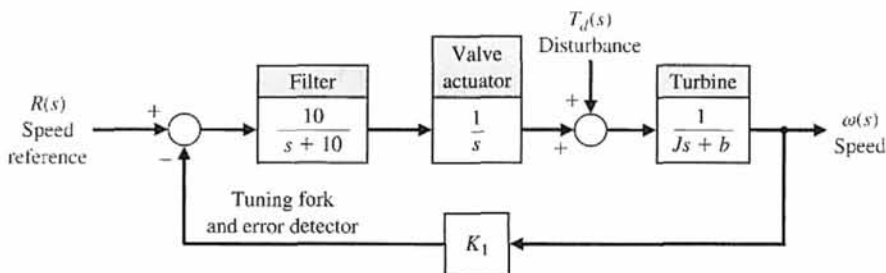 T_d(s)
Disturbance
Valve
actuator
Filter
Turbine
R(s)
Speed
reference
+
−
10
s + 10
1
s
+
+
1
Js + b
ω(s)
Speed
Tuning fork
and error detector
K_1